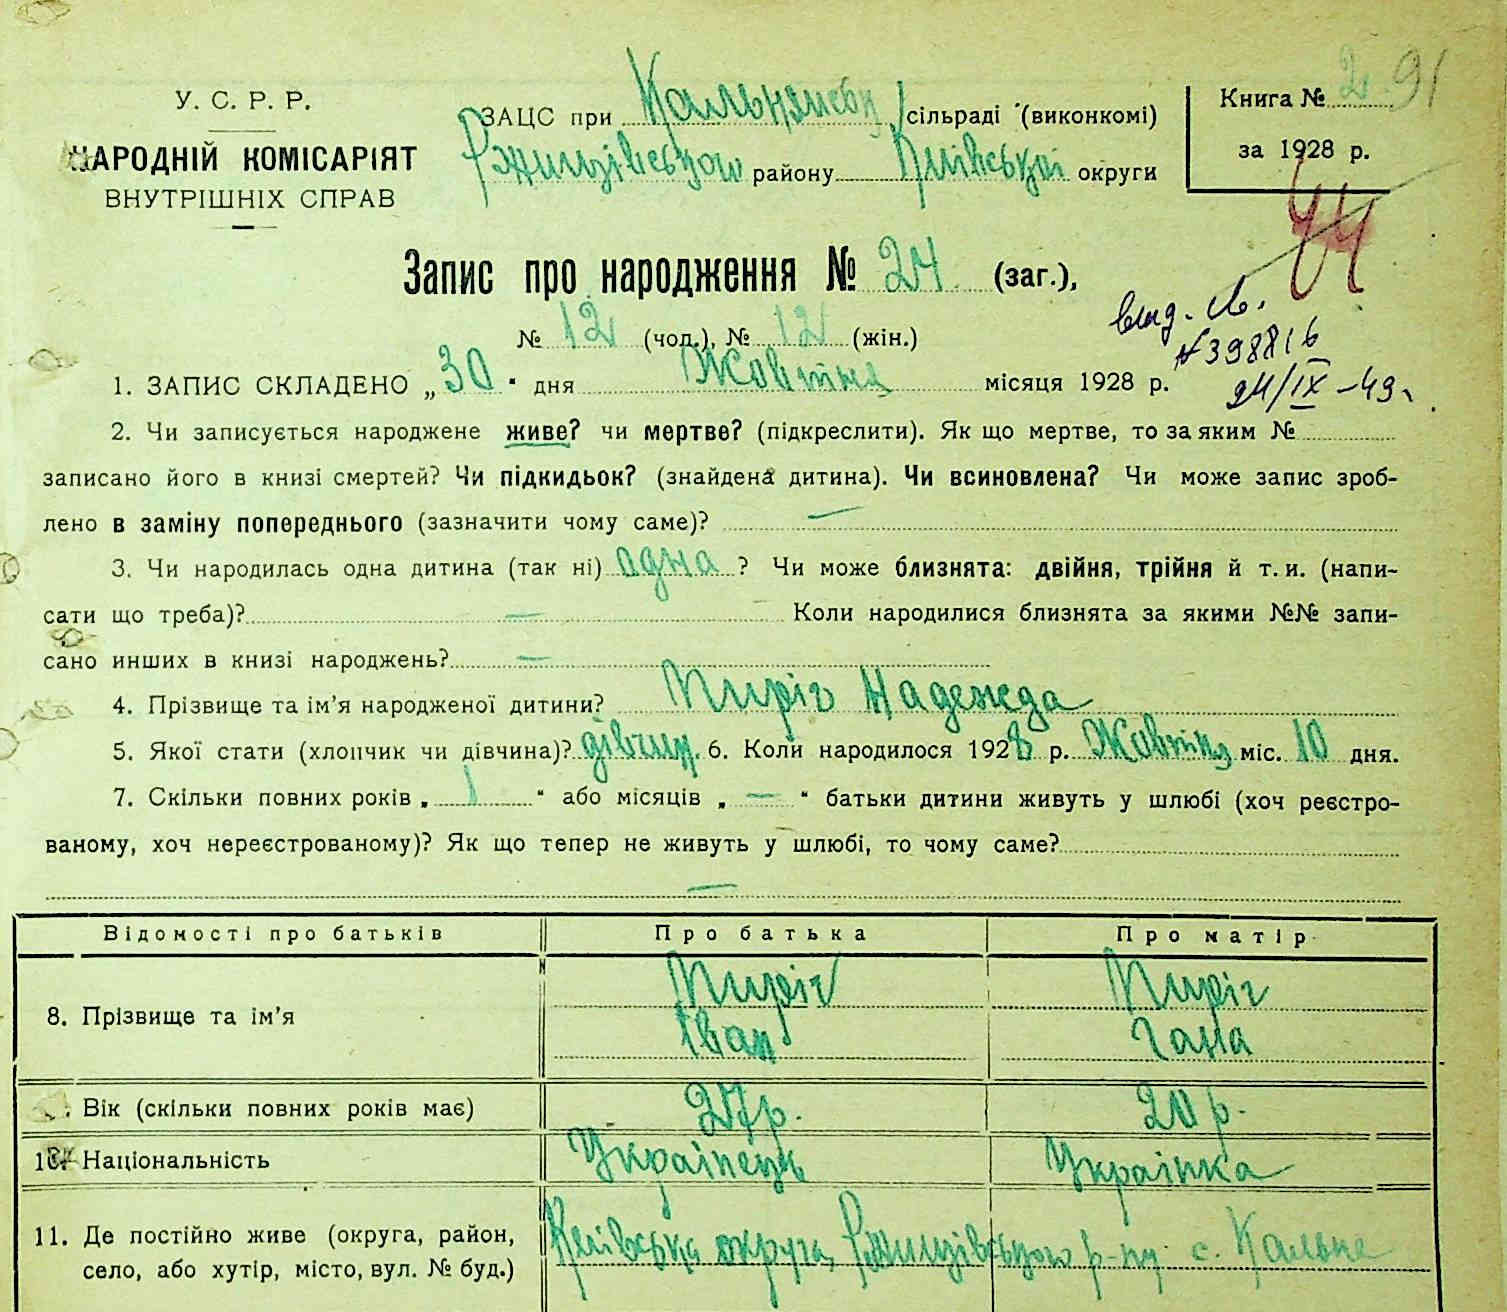 У. С. Р. Р.
НАРОДНІЙ КОМІСАРІЯТ
ВНУТРІШНІХ СПРАВ
ЗАЦС при Кальнянськ. сільраді (виконкомі)
Ржищівського району Київської округи
Книга № 2 91
за 1928 р.
44
Запис про народження № 24 (заг.),
№ 12 (чол.), № 12 (жін.)
вид. св.
№ 398816
24/IX-49 г.
1. ЗАПИС СКЛАДЕНО „30" дня Жовтня місяця 1928 р.
2. Чи записується народжене живе? чи мертве? (підкреслити). Як що мертве, то за яким №
записано його в книзі смертей? Чи підкидьок? (знайдена дитина). Чи всиновлена? Чи може запис зроб-
лено в заміну попереднього (зазначити чому саме)? —
3. Чи народилась одна дитина (так ні) одна ? Чи може близнята: двійня, трійня й т. и. (напи-
сати що треба)? — Коли народилися близнята за якими №№ запи-
сано инших в книзі народжень? —
4. Прізвище та ім'я народженої дитини? Пиріг Надежда
5. Якої стати (хлопчик чи дівчина)? дівчин. 6. Коли народилося 1928 р. Жовтня міс. 10 дня.
7. Скільки повних років „ 1 " або місяців „ — " батьки дитини живуть у шлюбі (хоч реєстро-
ваному, хоч нереєстрованому)? Як що тепер не живуть у шлюбі, то чому саме?
—
Відомості про батьків Про батька Про матір
8. Прізвище та ім'я Пиріг Іван Пиріг Гана
. Вік (скільки повних років має) 27 р. 20 р.
10. Національність Українець Українка
11. Де постійно живе (округа, район,
село, або хутір, місто, вул. № буд.) Київська округа, Ржищівського р-ну с. Кальне